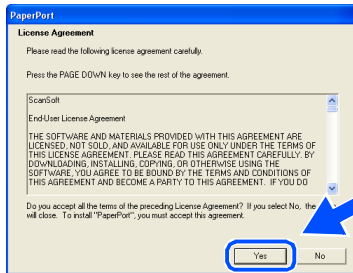 PaperPort
License Agreement
Please read the following license agreement carefully.
Press the PAGE DOWN key to see the rest of the agreement.
ScanSoft
End-User License Agreement
THE SOFTWARE AND MATERIALS PROVIDED WITH THIS AGREEMENT ARE
LICENSED, NOT SOLD, AND AVAILABLE FOR USE ONLY UNDER THE TERMS OF
THIS LICENSE AGREEMENT. PLEASE READ THIS AGREEMENT CAREFULLY. BY
DOWNLOADING, INSTALLING, COPYING, OR OTHERWISE USING THE
SOFTWARE, YOU AGREE TO BE BOUND BY THE TERMS AND CONDITIONS OF
THIS AGREEMENT AND BECOME A PARTY TO THIS AGREEMENT. IF YOU DO
Do you accept all the terms of the preceding License Agreement? If you select No, the
will close. To install "PaperPort", you must accept this agreement.
Yes
No